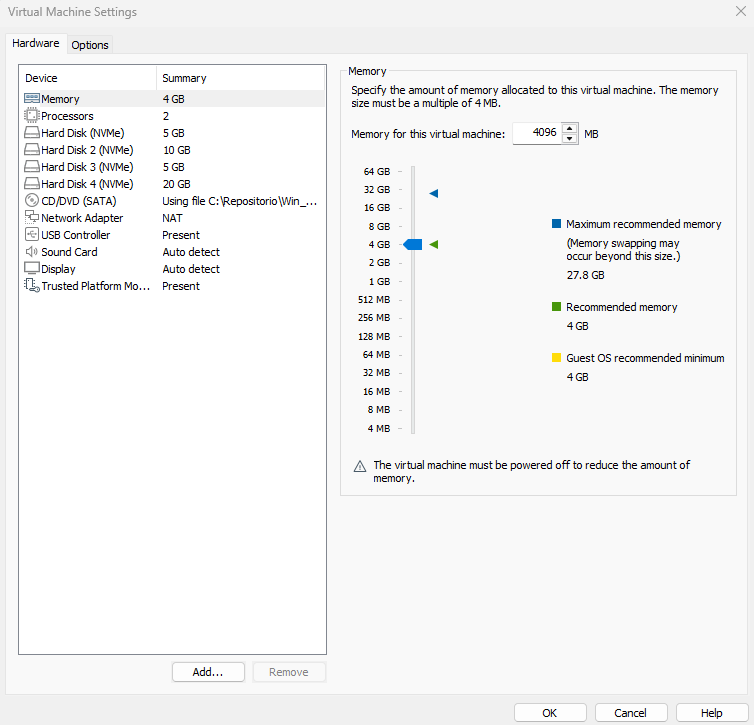 Virtual Machine Settings
Hardware
Options
Device Summary
Memory 4 GB
Processors 2
Hard Disk (NVMe) 5 GB
Hard Disk 2 (NVMe) 10 GB
Hard Disk 3 (NVMe) 5 GB
Hard Disk 4 (NVMe) 20 GB
CD/DVD (SATA) Using file C:\Repositorio\Win_...
Network Adapter NAT
USB Controller Present
Sound Card Auto detect
Display Auto detect
Trusted Platform Mo... Present
Add...
Remove
Memory
Specify the amount of memory allocated to this virtual machine. The memory
size must be a multiple of 4 MB.
Memory for this virtual machine: 4096 MB
64 GB
32 GB
16 GB
8 GB
4 GB
2 GB
1 GB
512 MB
256 MB
128 MB
64 MB
32 MB
16 MB
8 MB
4 MB
Maximum recommended memory
(Memory swapping may
occur beyond this size.)
27.8 GB
Recommended memory
4 GB
Guest OS recommended minimum
4 GB
The virtual machine must be powered off to reduce the amount of
memory.
OK
Cancel
Help